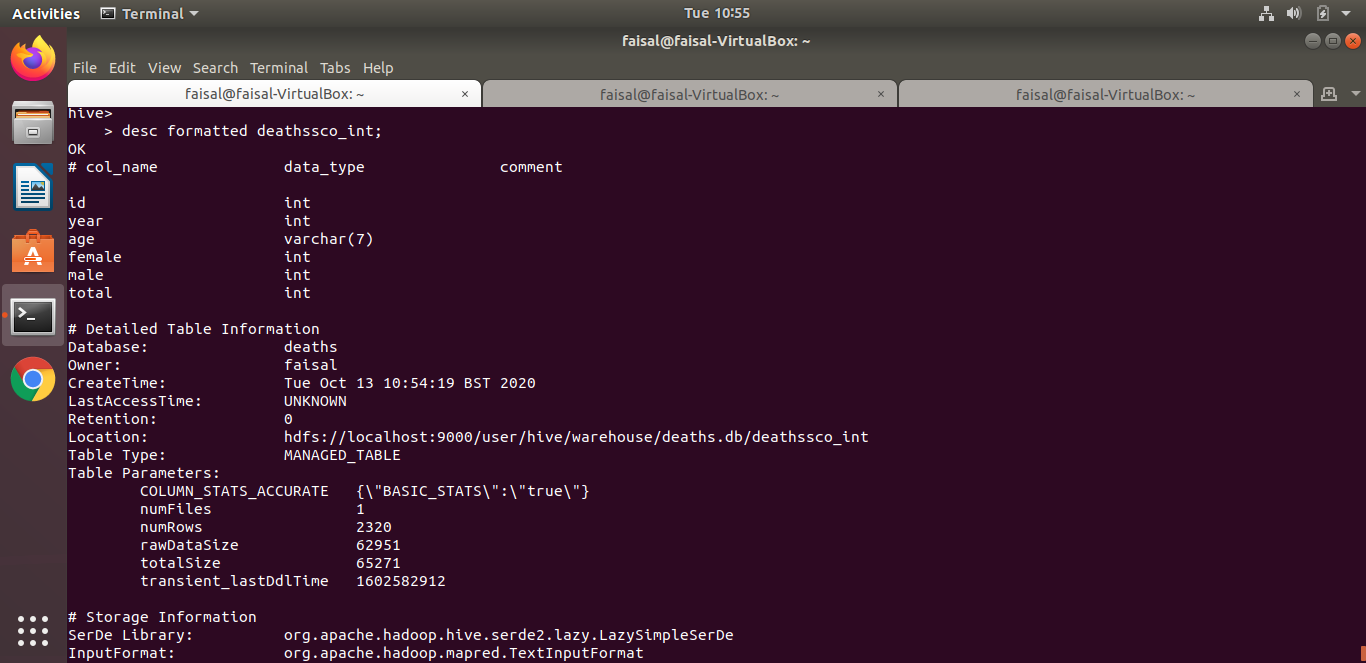 Activities Terminal Tue 10:55
faisal@faisal-VirtualBox: ~
File Edit View Search Terminal Tabs Help
faisal@faisal-VirtualBox: ~ × faisal@faisal-VirtualBox: ~ × faisal@faisal-VirtualBox: ~ ×
hive>
    > desc formatted deathssco_int;
OK
# col_name              data_type               comment
id                      int
year                    int
age                     varchar(7)
female                  int
male                    int
total                   int
# Detailed Table Information
Database:               deaths
Owner:                  faisal
CreateTime:             Tue Oct 13 10:54:19 BST 2020
LastAccessTime:         UNKNOWN
Retention:              0
Location:               hdfs://localhost:9000/user/hive/warehouse/deaths.db/deathssco_int
Table Type:             MANAGED_TABLE
Table Parameters:
        COLUMN_STATS_ACCURATE   {\"BASIC_STATS\":\"true\"}
        numFiles                1
        numRows                 2320
        rawDataSize             62951
        totalSize               65271
        transient_lastDdlTime   1602582912
# Storage Information
SerDe Library:          org.apache.hadoop.hive.serde2.lazy.LazySimpleSerDe
InputFormat:            org.apache.hadoop.mapred.TextInputFormat